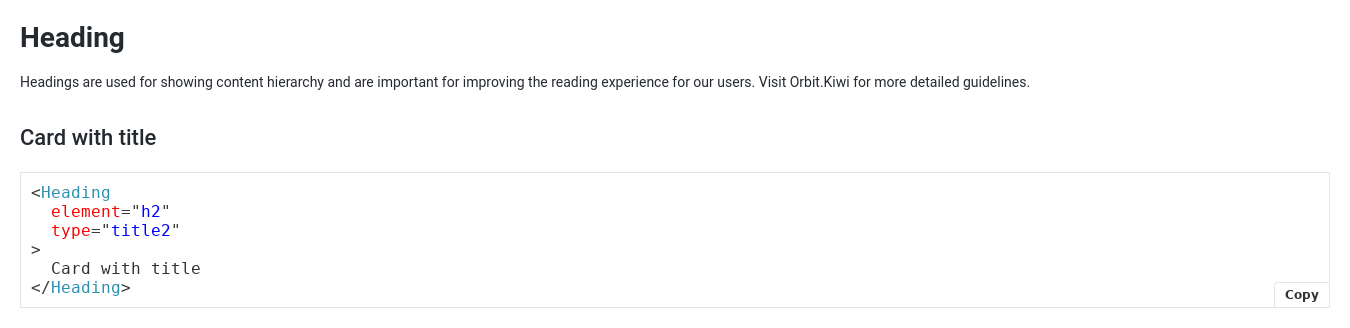 Heading
Headings are used for showing content hierarchy and are important for improving the reading experience for our users. Visit Orbit.Kiwi for more detailed guidelines.
Card with title
<Heading
  element="h2"
  type="title2"
>
  Card with title
</Heading>
Copy